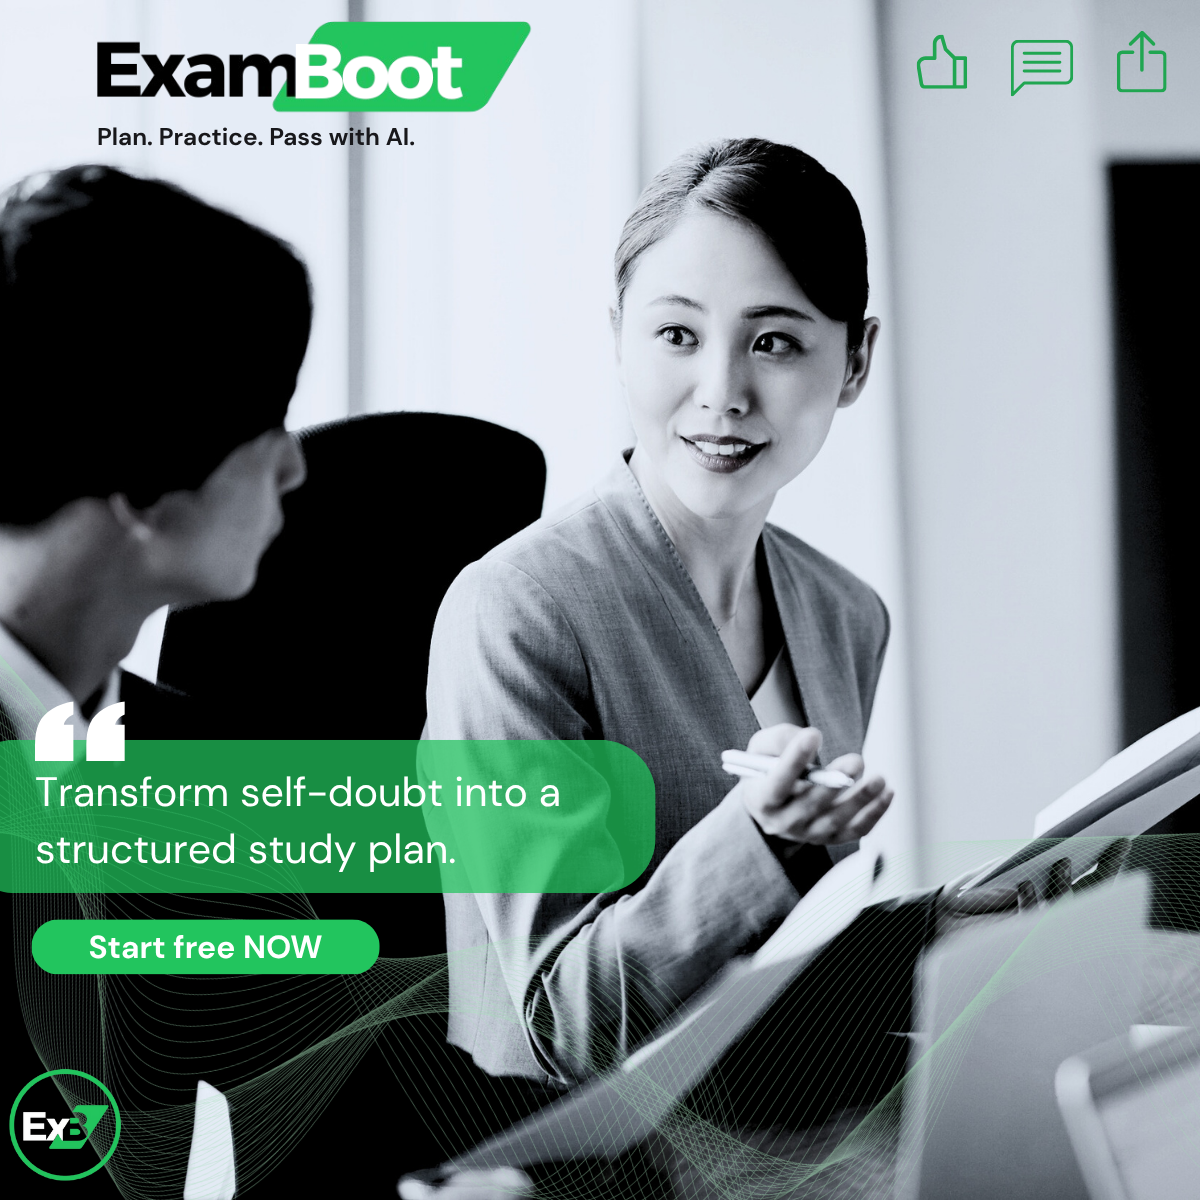 ExamBoot
Plan. Practice. Pass with AI.
Transform self-doubt into a
structured study plan.
Start free NOW
ExB